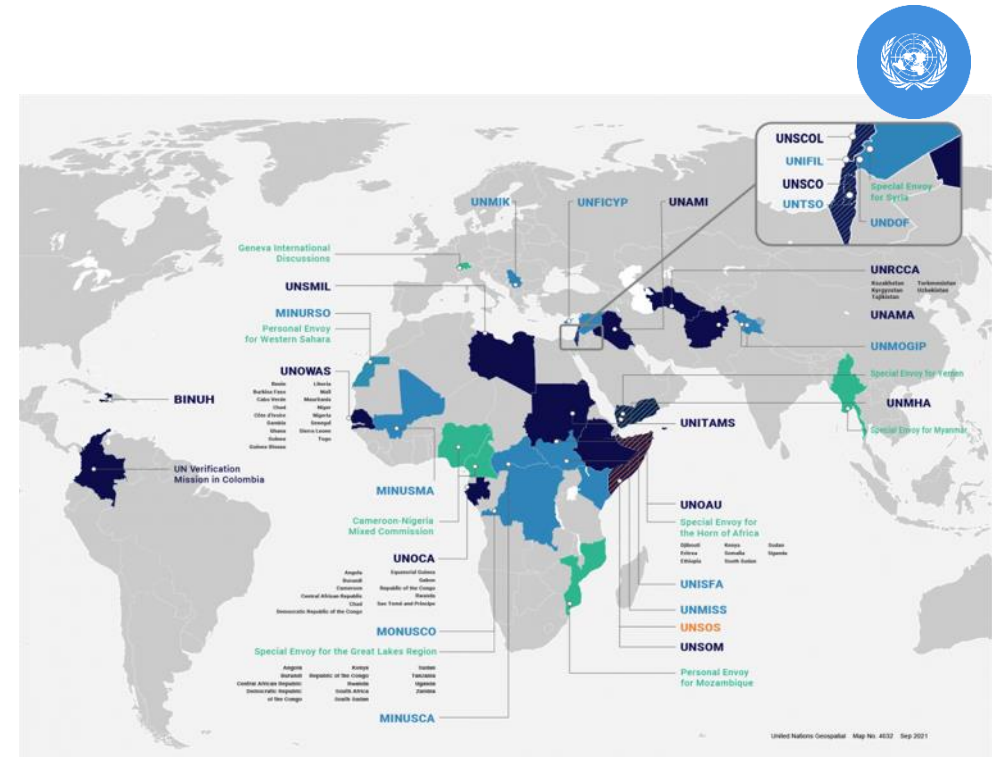 UNSCOL
UNIFIL
UNSCO
UNTSO
Special Envoy
for Syria
UNDOF
UNMIK
UNFICYP
UNAMI
Geneva International
Discussions
UNSMIL
MINURSO
Personal Envoy
for Western Sahara
UNOWAS
Benin Liberia
Burkina Faso Mali
Cabo Verde Mauritania
Chad Niger
Côte d'Ivoire Nigeria
Gambia Senegal
Ghana Sierra Leone
Guinea Togo
Guinea Bissau
BINUH
UN Verification
Mission in Colombia
UNRCCA
Kazakhstan Turkmenistan
Kyrgyzstan Uzbekistan
Tajikistan
UNAMA
UNMOGIP
Special Envoy for Yemen
UNMHA
Special Envoy for Myanmar
UNITAMS
MINUSMA
Cameroon-Nigeria
Mixed Commission
UNOCA
Angola Equatorial Guinea
Burundi Gabon
Cameroon Republic of the Congo
Central African Republic Rwanda
Chad Sao Tomé and Principe
Democratic Republic of the Congo
MONUSCO
Special Envoy for the Great Lakes Region
Angola Kenya Sudan
Burundi Republic of the Congo Tanzania
Central African Republic Rwanda Uganda
Democratic Republic South Africa Zambia
of the Congo South Sudan
MINUSCA
UNOAU
Special Envoy for
the Horn of Africa
Djibouti Kenya Sudan
Eritrea Somalia Uganda
Ethiopia South Sudan
UNISFA
UNMISS
UNSOS
UNSOM
Personal Envoy
for Mozambique
United Nations Geospatial Map No. 4032 Sep 2021